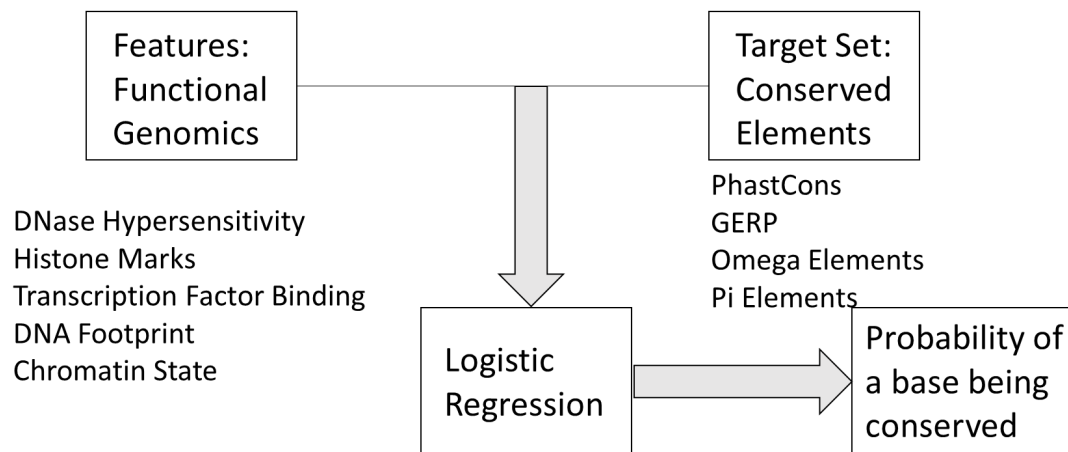 Features:
Functional
Genomics
Target Set:
Conserved
Elements
DNase Hypersensitivity
Histone Marks
Transcription Factor Binding
DNA Footprint
Chromatin State
PhastCons
GERP
Omega Elements
Pi Elements
Logistic
Regression
Probability of
a base being
conserved